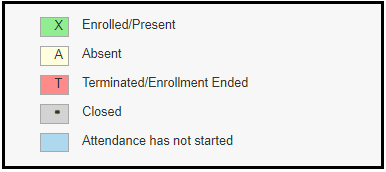 X Enrolled/Present
A Absent
T Terminated/Enrollment Ended
* Closed
Attendance has not started